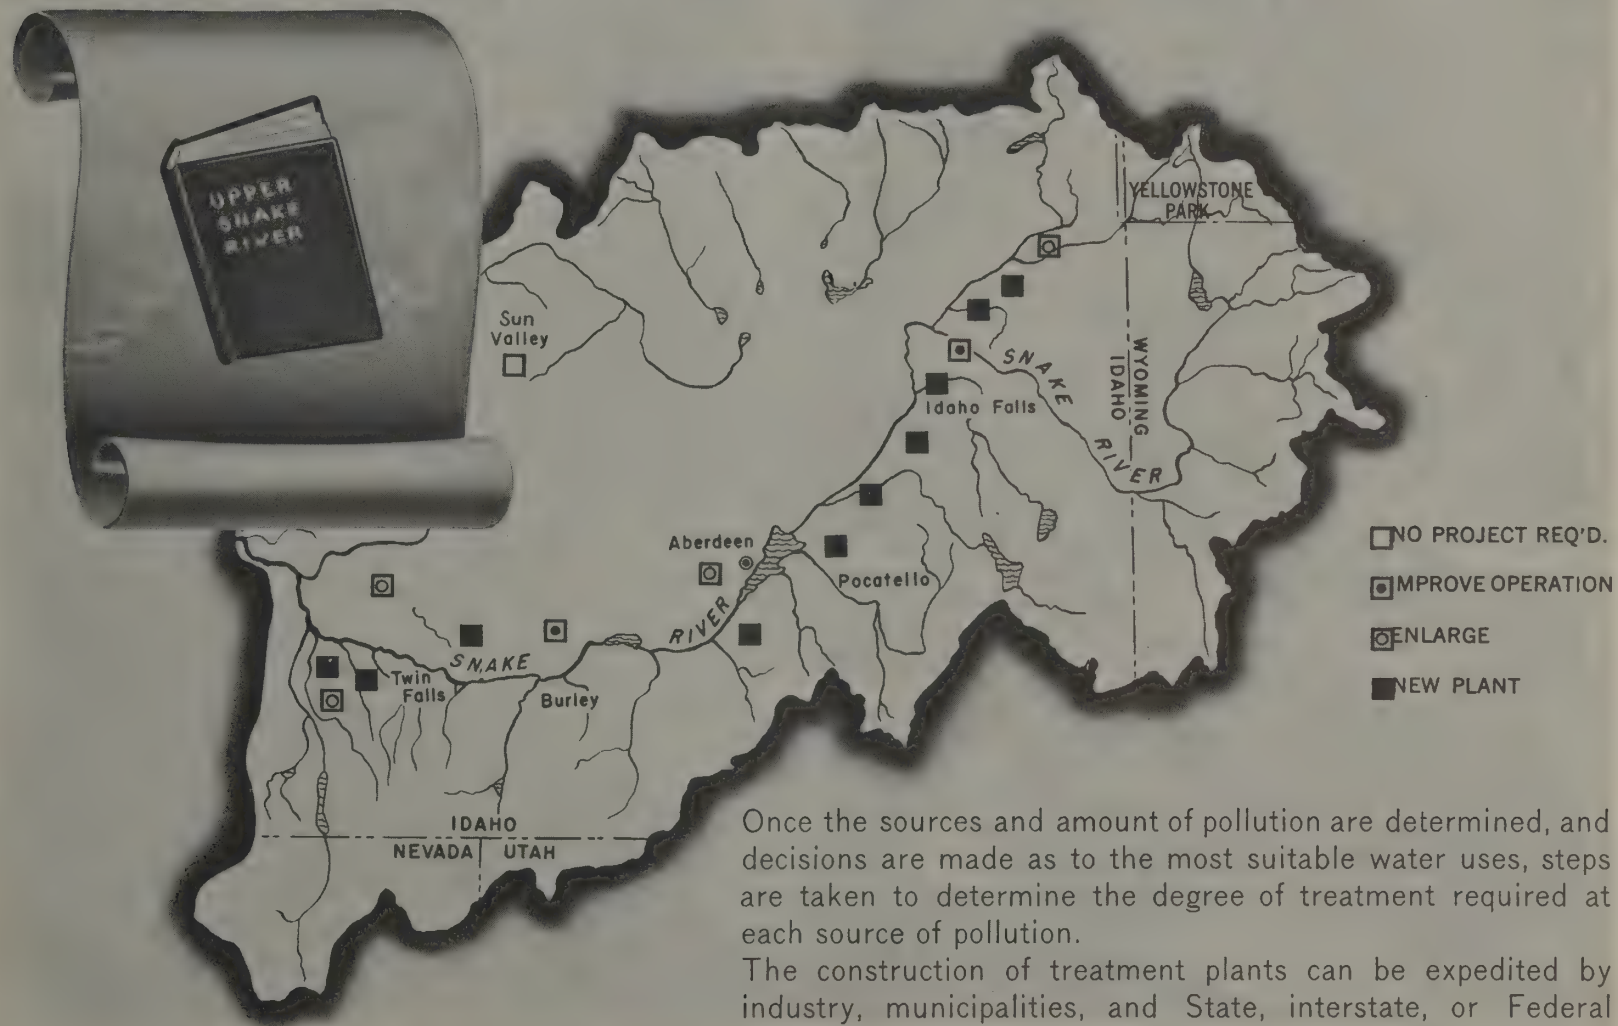 UPPER
SNAKE
RIVER
YELLOWSTONE
PARK
Sun
Valley
SNAKE
RIVER
WYOMING
IDAHO
Idaho Falls
Aberdeen
Pocatello
RIVER
SNAKE
Twin
Falls
Burley
IDAHO
NEVADA
UTAH
NO PROJECT REQ'D.
IMPROVE OPERATION
ENLARGE
NEW PLANT
Once the sources and amount of pollution are determined, and
decisions are made as to the most suitable water uses, steps
are taken to determine the degree of treatment required at
each source of pollution.
The construction of treatment plants can be expedited by
industry, municipalities, and State, interstate, or Federal